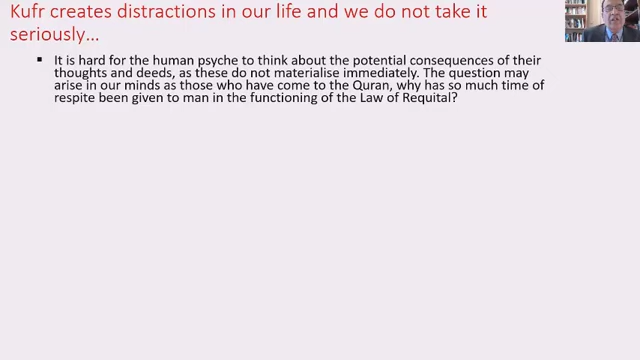 Kufr creates distractions in our life and we do not take it
seriously...
▪ It is hard for the human psyche to think about the potential consequences of their
thoughts and deeds, as these do not materialise immediately. The question may
arise in our minds as those who have come to the Quran, why has so much time of
respite been given to man in the functioning of the Law of Requital?